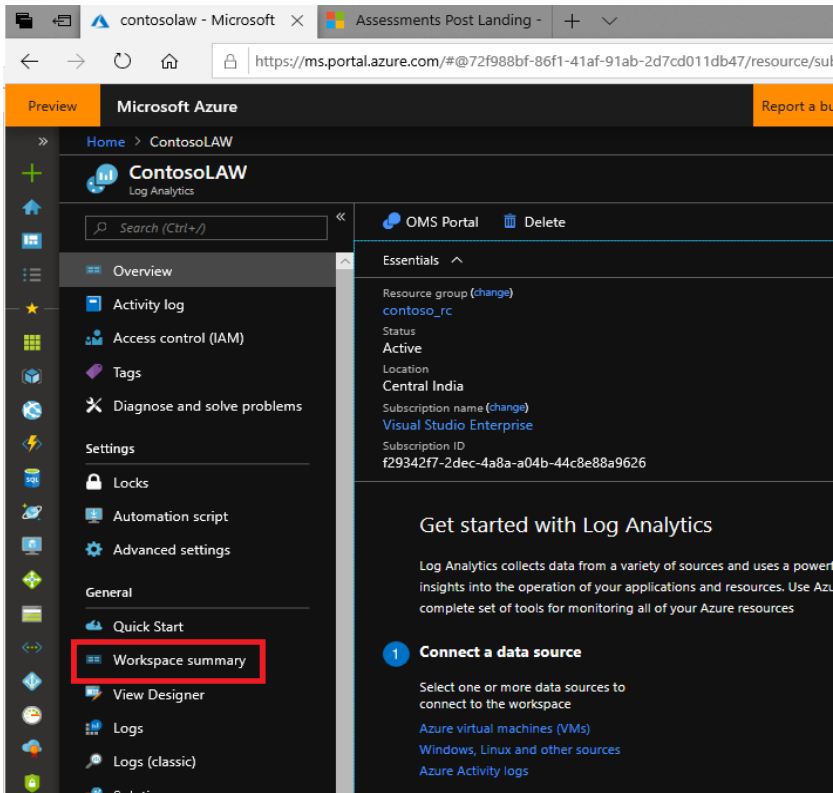 contosolaw - Microsoft
Assessments Post Landing -
https://ms.portal.azure.com/#@72f988bf-86f1-41af-91ab-2d7cd011db47/resource/sub
Preview
Microsoft Azure
Report a bu
Home > ContosoLAW
ContosoLAW
Log Analytics
Search (Ctrl+/)
OMS Portal
Delete
Overview
Activity log
Access control (IAM)
Tags
Diagnose and solve problems
Settings
Locks
Automation script
Advanced settings
General
Quick Start
Workspace summary
View Designer
Logs
Logs (classic)
Essentials
Resource group (change)
contoso_rc
Status
Active
Location
Central India
Subscription name (change)
Visual Studio Enterprise
Subscription ID
f29342f7-2dec-4a8a-a04b-44c8e88a9626
Get started with Log Analytics
Log Analytics collects data from a variety of sources and uses a powerf
insights into the operation of your applications and resources. Use Azu
complete set of tools for monitoring all of your Azure resources
1 Connect a data source
Select one or more data sources to
connect to the workspace
Azure virtual machines (VMs)
Windows, Linux and other sources
Azure Activity logs